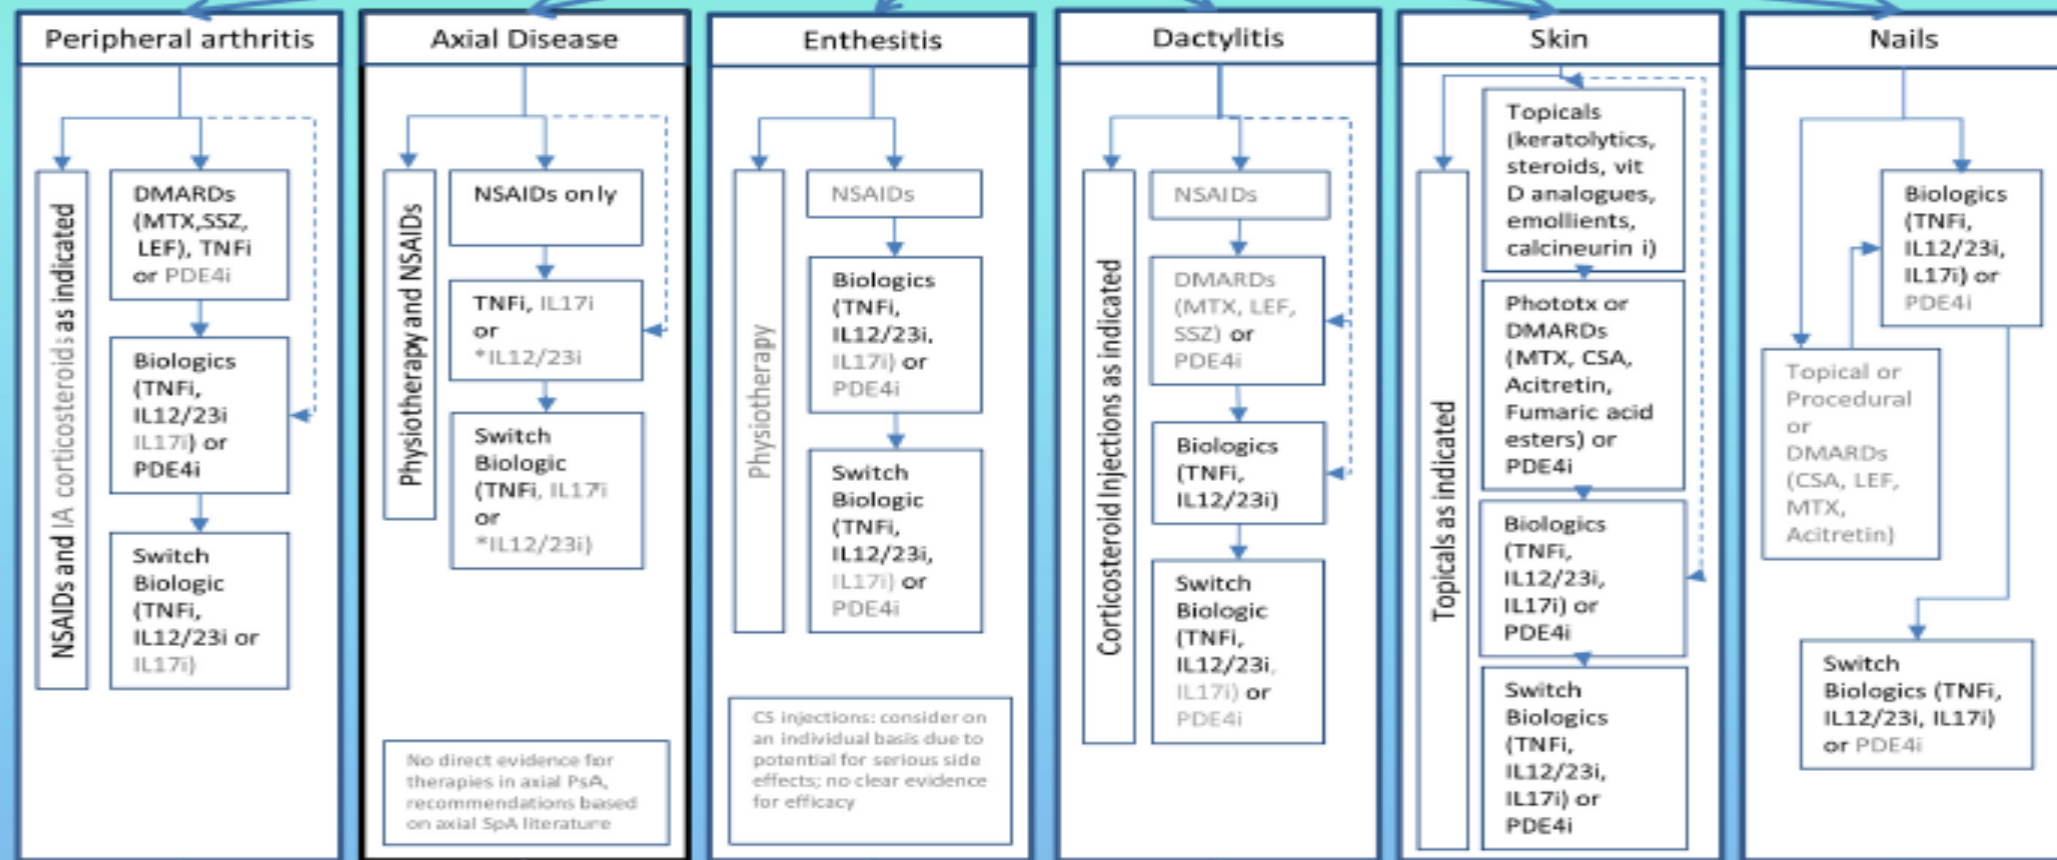 Peripheral arthritis
NSAIDs and IA corticosteroids as indicated
DMARDs
(MTX,SSZ,
LEF), TNFi
or PDE4i
Biologics
(TNFi,
IL12/23i
IL17i) or
PDE4i
Switch
Biologic
(TNFi,
IL12/23i or
IL17i)
Axial Disease
Physiotherapy and NSAIDs
NSAIDs only
TNFi, IL17i
or
*IL12/23i
Switch
Biologic
(TNFi, IL17i
or
*IL12/23i)
No direct evidence for
therapies in axial PsA,
recommendations based
on axial SpA literature
Enthesitis
Physiotherapy
NSAIDs
Biologics
(TNFi,
IL12/23i,
IL17i) or
PDE4i
Switch
Biologic
(TNFi,
IL12/23i,
IL17i) or
PDE4i
CS injections: consider on
an individual basis due to
potential for serious side
effects; no clear evidence
for efficacy
Dactylitis
Corticosteroid Injections as indicated
NSAIDs
DMARDs
(MTX, LEF,
SSZ) or
PDE4i
Biologics
(TNFi,
IL12/23i)
Switch
Biologic
(TNFi,
IL12/23i,
IL17i) or
PDE4i
Skin
Topicals as indicated
Topicals
(keratolytics,
steroids, vit
D analogues,
emollients,
calcineurin i)
Phototx or
DMARDs
(MTX, CSA,
Acitretin,
Fumaric acid
esters) or
PDE4i
Biologics
(TNFi,
IL12/23i,
IL17i) or
PDE4i
Switch
Biologics
(TNFi,
IL12/23i,
IL17i) or
PDE4i
Nails
Biologics
(TNFi,
IL12/23i,
IL17i) or
PDE4i
Topical or
Procedural
or
DMARDs
(CSA, LEF,
MTX,
Acitretin)
Switch
Biologics (TNFi,
IL12/23i, IL17i)
or PDE4i